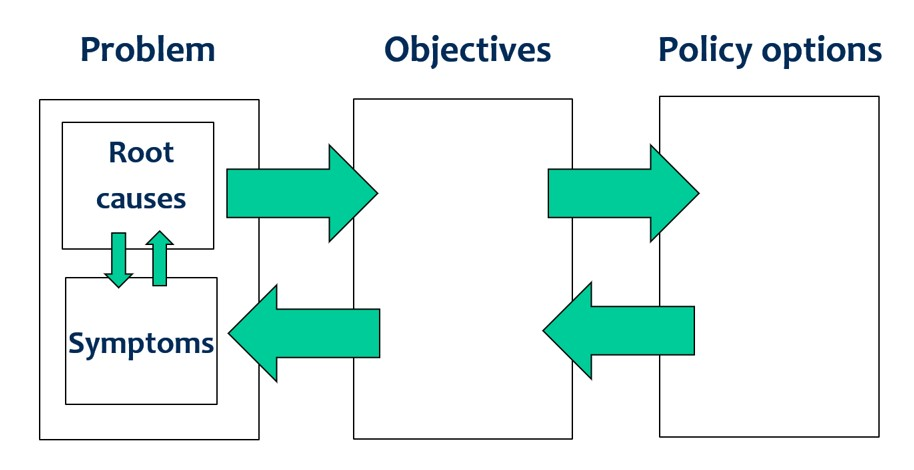 Problem
Objectives
Policy options
Root
causes
Symptoms